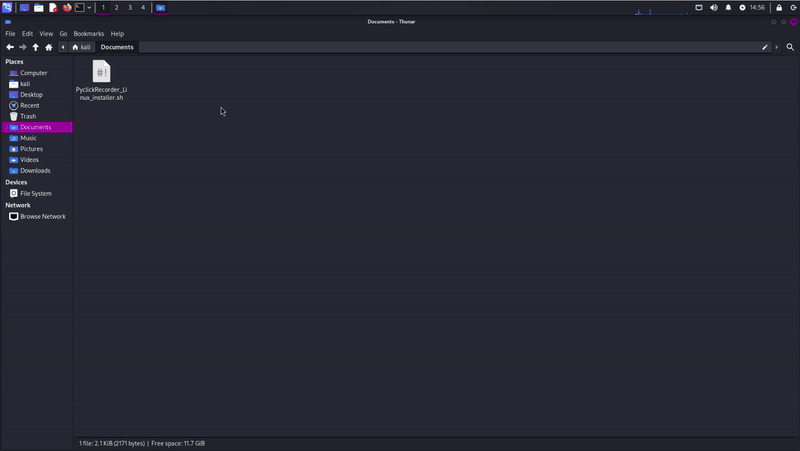 1 2 3 4
14:56
Documents - Thunar
File Edit View Go Bookmarks Help
kali Documents
Places
Computer
kali
Desktop
Recent
Trash
Documents
Music
Pictures
Videos
Downloads
Devices
File System
Network
Browse Network
#!
PyclickRecorder_Li
nux_installer.sh
1 file: 2.1 KiB (2171 bytes) | Free space: 11.7 GiB